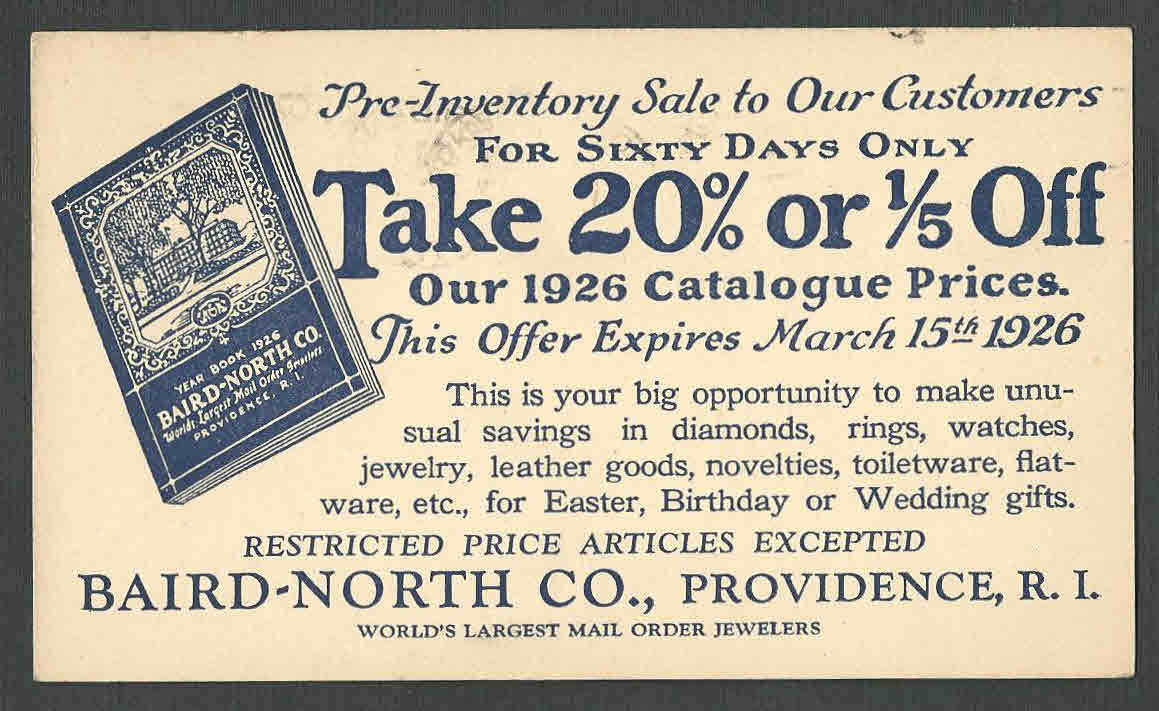 Pre-Inventory Sale to Our Customers
FOR SIXTY DAYS ONLY
Take 20% or 1/5 Off
Our 1926 Catalogue Prices.
This Offer Expires March 15th 1926
This is your big opportunity to make unu-
sual savings in diamonds, rings, watches,
jewelry, leather goods, novelties, toiletware, flat-
ware, etc., for Easter, Birthday or Wedding gifts.
RESTRICTED PRICE ARTICLES EXCEPTED
BAIRD-NORTH CO., PROVIDENCE, R. I.
WORLD'S LARGEST MAIL ORDER JEWELERS
YEAR BOOK 1926
BAIRD-NORTH CO.
Worlds Largest Mail Order Jewelers
PROVIDENCE, R. I.